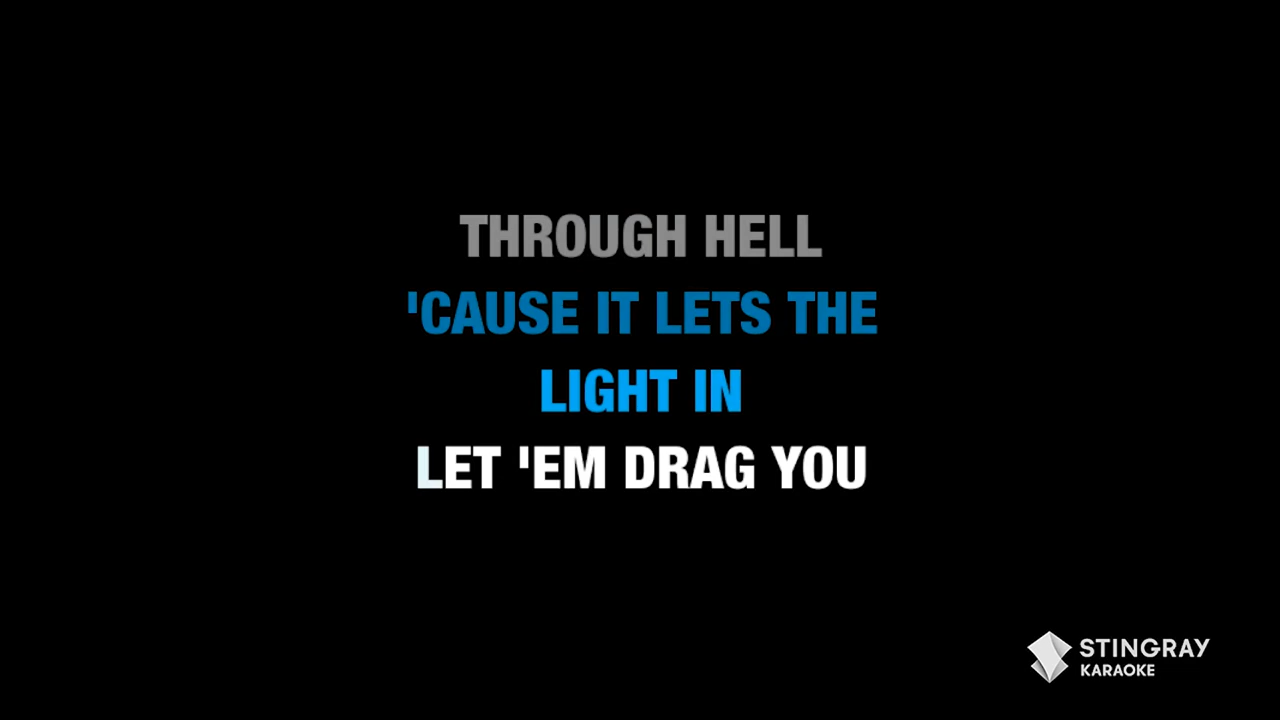 THROUGH HELL
'CAUSE IT LETS THE
LIGHT IN
LET 'EM DRAG YOU
STINGRAY
KARAOKE